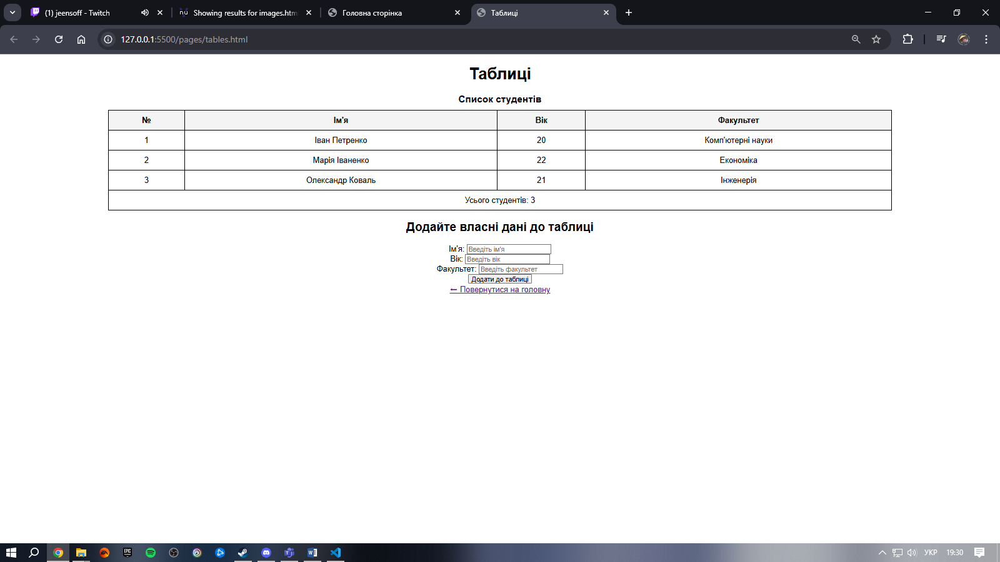 (1) jeensoff - Twitch
Showing results for images.htm
Головна сторінка
Таблиці
127.0.0.1:5500/pages/tables.html
Таблиці
Список студентів
№ Ім'я Вік Факультет
1 Іван Петренко 20 Комп'ютерні науки
2 Марія Іваненко 22 Економіка
3 Олександр Коваль 21 Інженерія
Усього студентів: 3
Додайте власні дані до таблиці
Ім'я: Введіть ім'я
Вік: Введіть вік
Факультет: Введіть факультет
Додати до таблиці
← Повернутися на головну
УКР 19:30